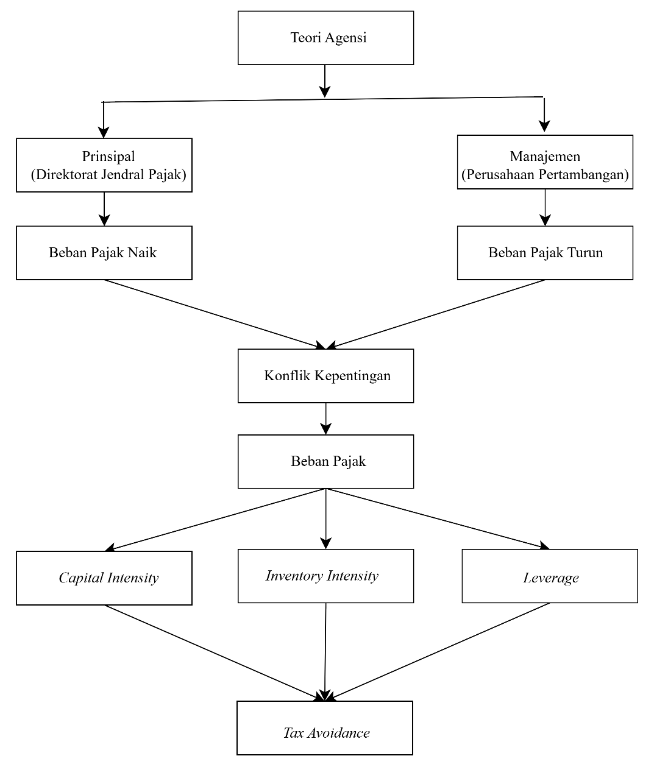 Teori Agensi
Prinsipal
(Direktorat Jendral Pajak)
Manajemen
(Perusahaan Pertambangan)
Beban Pajak Naik
Beban Pajak Turun
Konflik Kepentingan
Beban Pajak
Capital Intensity
Inventory Intensity
Leverage
Tax Avoidance